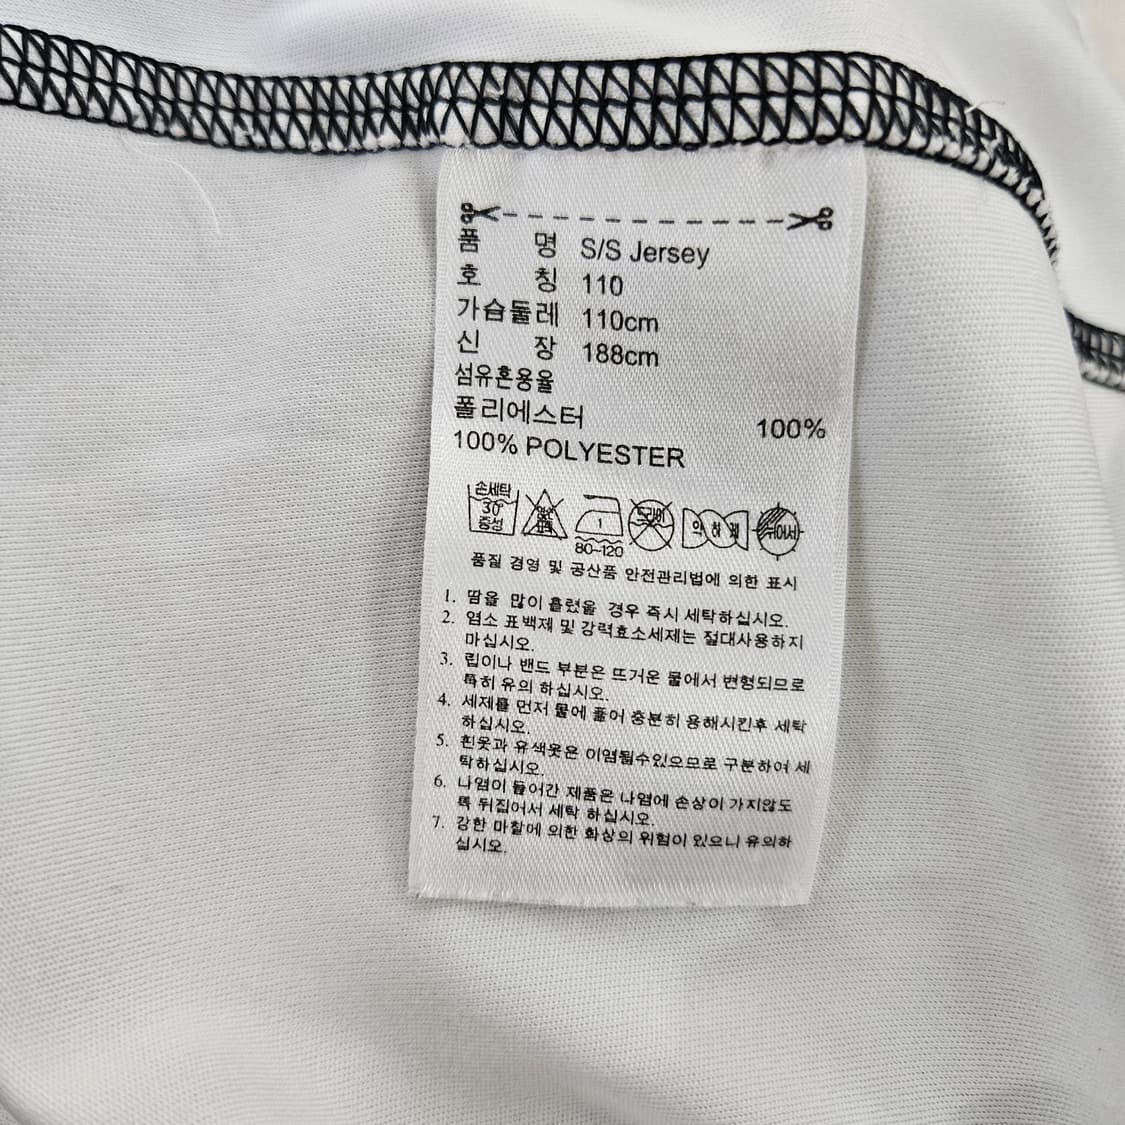 품 명 S/S Jersey
호 칭 110
가슴둘레 110cm
신 장 188cm
섬유혼용율
폴리에스터 100%
100% POLYESTER
손세탁
30°
중성
1
80~120
드라이
약하게
뉘어서
품질 경영 및 공산품 안전관리법에 의한 표시
1. 땀을 많이 흘렸을 경우 즉시 세탁하십시오.
2. 염소 표백제 및 강력효소세제는 절대사용하지
마십시오.
3. 립이나 밴드 부분은 뜨거운 물에서 변형되므로
특히 유의 하십시오.
4. 세제를 먼저 물에 풀어 충분히 용해시킨후 세탁
하십시오.
5. 흰옷과 유색옷은 이염될수있으므로 구분하여 세
탁하십시오.
6. 나염이 들어간 제품은 나염에 손상이 가지않도
록 뒤집어서 세탁 하십시오.
7. 강한 마찰에 의한 화상의 위험이 있으니 유의하
십시오.